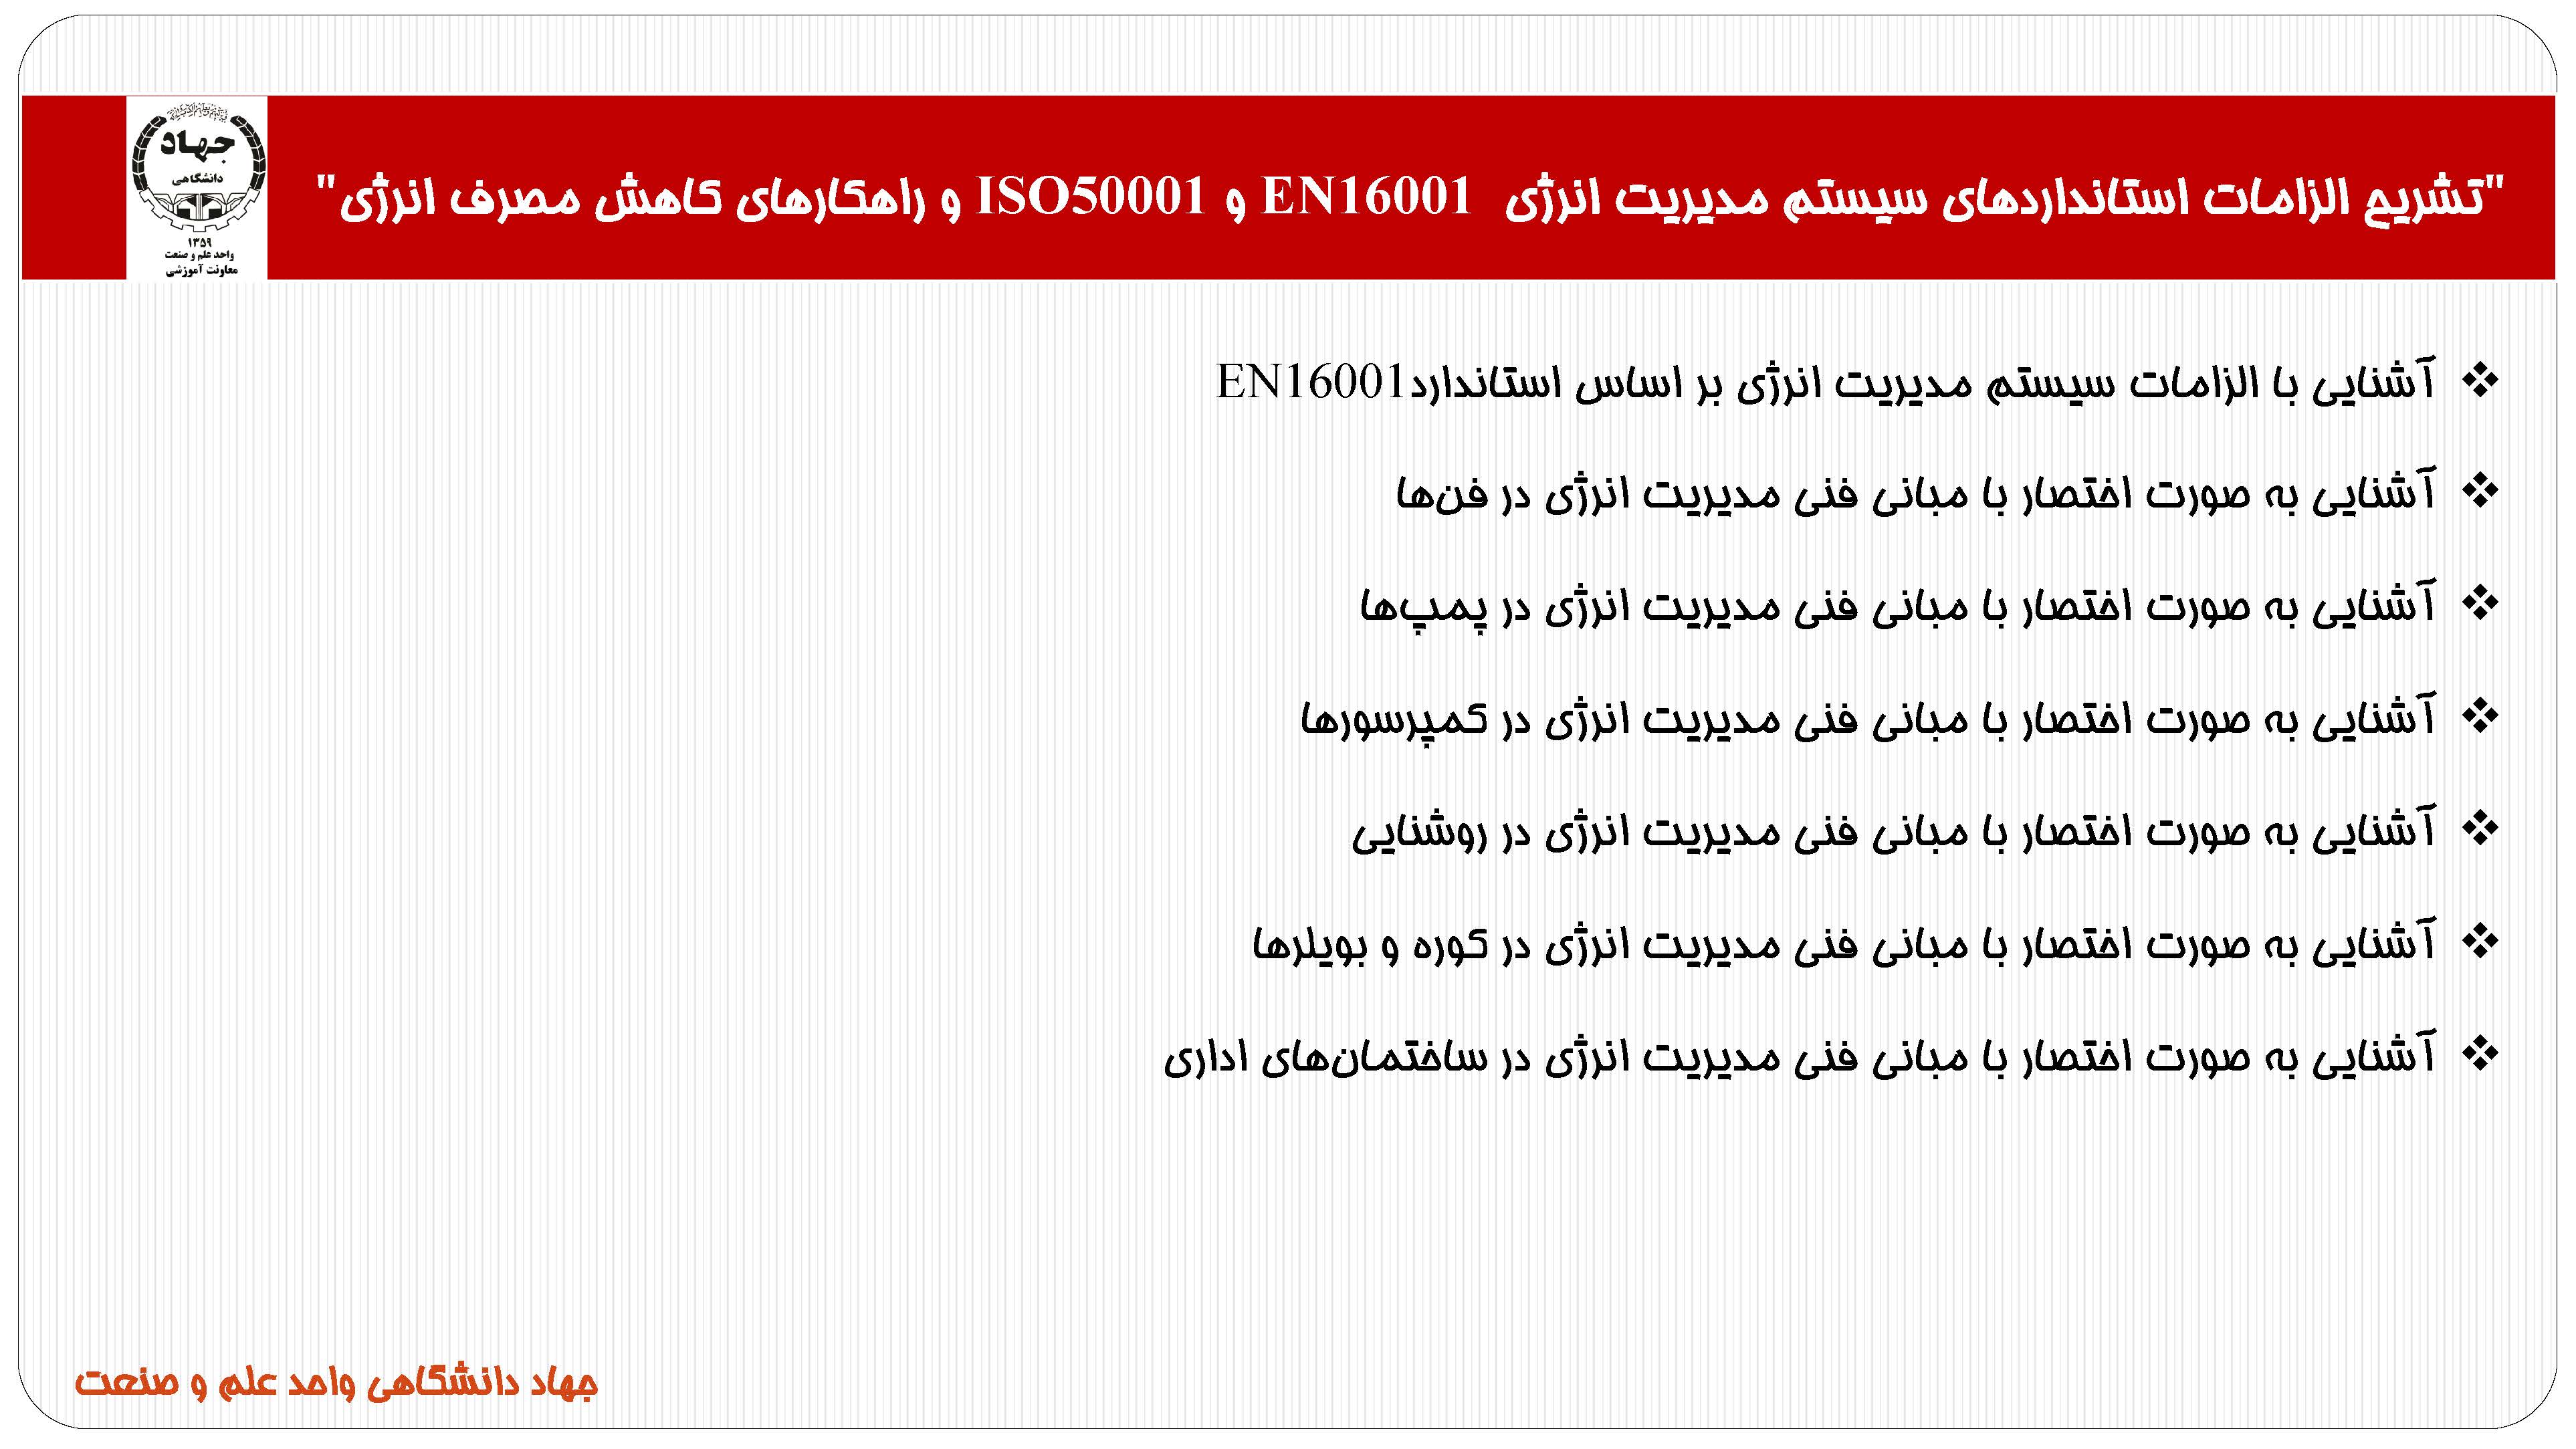 "تشریح الزامات استانداردهای سیستم مدیریت انرژی EN16001 و ISO50001 و راهکارهای کاهش مصرف انرژی"
جهاد
دانشگاهی
۱۳۵۹
واحد علم و صنعت
معاونت آموزشی
❖ آشنایی با الزامات سیستم مدیریت انرژی بر اساس استانداردEN16001
❖ آشنایی به صورت اختصار با مبانی فنی مدیریت انرژی در فن‌ها
❖ آشنایی به صورت اختصار با مبانی فنی مدیریت انرژی در پمپ‌ها
❖ آشنایی به صورت اختصار با مبانی فنی مدیریت انرژی در کمپرسورها
❖ آشنایی به صورت اختصار با مبانی فنی مدیریت انرژی در روشنایی
❖ آشنایی به صورت اختصار با مبانی فنی مدیریت انرژی در کوره و بویلرها
❖ آشنایی به صورت اختصار با مبانی فنی مدیریت انرژی در ساختمان‌های اداری
جهاد دانشگاهی واحد علم و صنعت